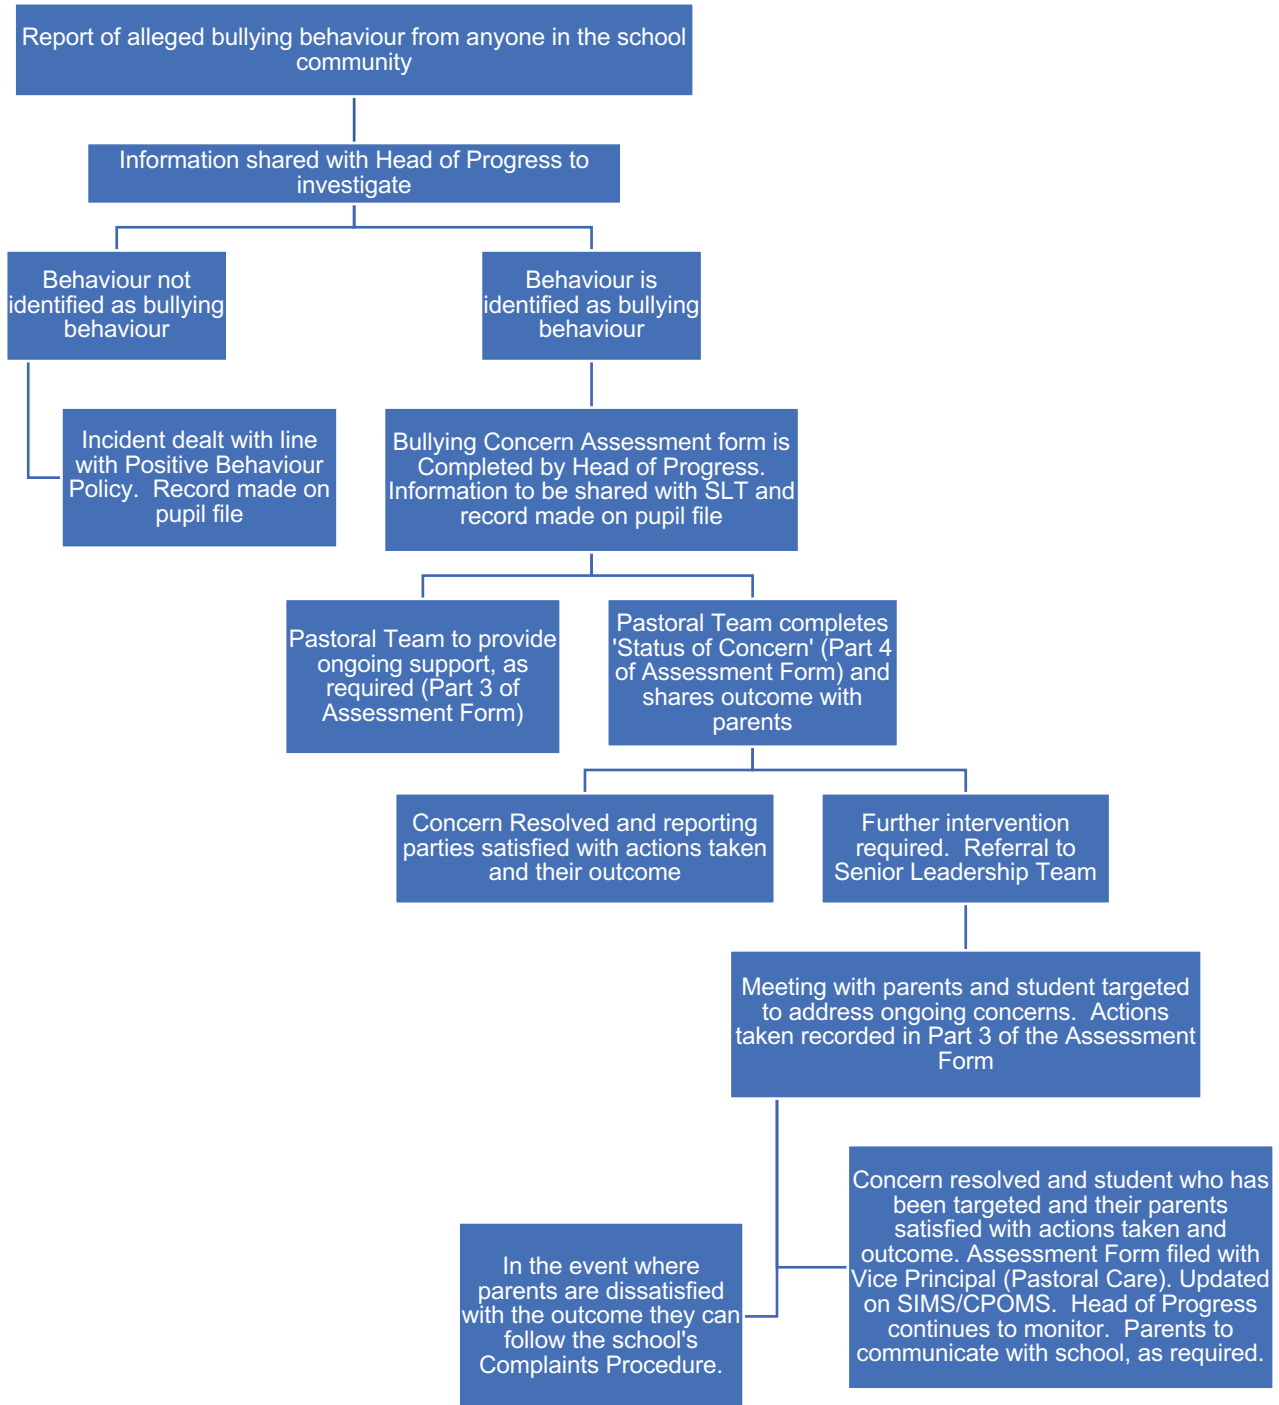 Report of alleged bullying behaviour from anyone in the school
community
Information shared with Head of Progress to
investigate
Behaviour not
identified as bullying
behaviour
Behaviour is
identified as bullying
behaviour
Incident dealt with line
with Positive Behaviour
Policy.  Record made on
pupil file
Bullying Concern Assessment form is
Completed by Head of Progress.
Information to be shared with SLT and
record made on pupil file
Pastoral Team to provide
ongoing support, as
required (Part 3 of
Assessment Form)
Pastoral Team completes
'Status of Concern' (Part 4
of Assessment Form) and
shares outcome with
parents
Concern Resolved and reporting
parties satisfied with actions taken
and their outcome
Further intervention
required.  Referral to
Senior Leadership Team
Meeting with parents and student targeted
to address ongoing concerns.  Actions
taken recorded in Part 3 of the Assessment
Form
In the event where
parents are dissatisfied
with the outcome they can
follow the school's
Complaints Procedure.
Concern resolved and student who has
been targeted and their parents
satisfied with actions taken and
outcome. Assessment Form filed with
Vice Principal (Pastoral Care). Updated
on SIMS/CPOMS.  Head of Progress
continues to monitor.  Parents to
communicate with school, as required.